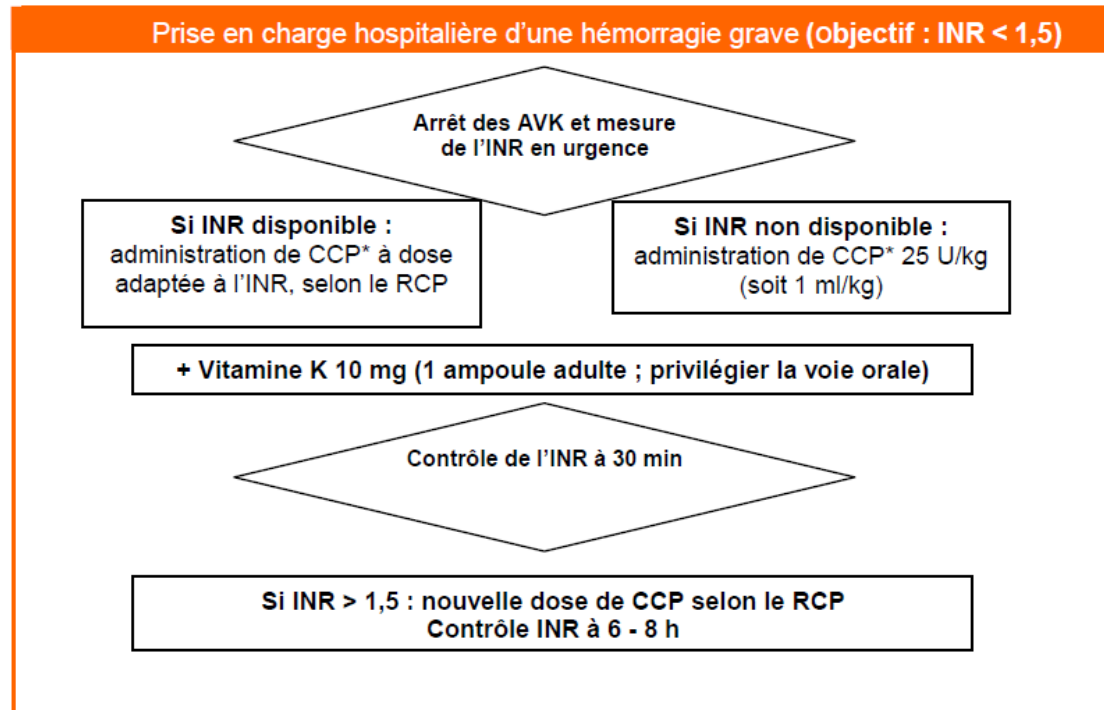 Prise en charge hospitalière d’une hémorragie grave (objectif : INR < 1,5)
Arrêt des AVK et mesure
de l’INR en urgence
Si INR disponible :
administration de CCP* à dose
adaptée à l’INR, selon le RCP
Si INR non disponible :
administration de CCP* 25 U/kg
(soit 1 ml/kg)
+ Vitamine K 10 mg (1 ampoule adulte ; privilégier la voie orale)
Contrôle de l’INR à 30 min
Si INR > 1,5 : nouvelle dose de CCP selon le RCP
Contrôle INR à 6 - 8 h